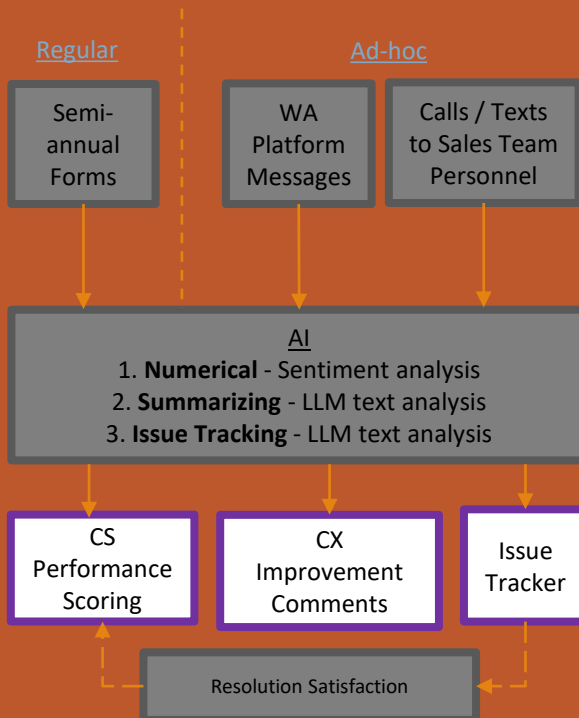 Regular
Ad-hoc
Semi-
annual
Forms
WA
Platform
Messages
Calls / Texts
to Sales Team
Personnel
AI
1. Numerical - Sentiment analysis
2. Summarizing - LLM text analysis
3. Issue Tracking - LLM text analysis
CS
Performance
Scoring
CX
Improvement
Comments
Issue
Tracker
Resolution Satisfaction